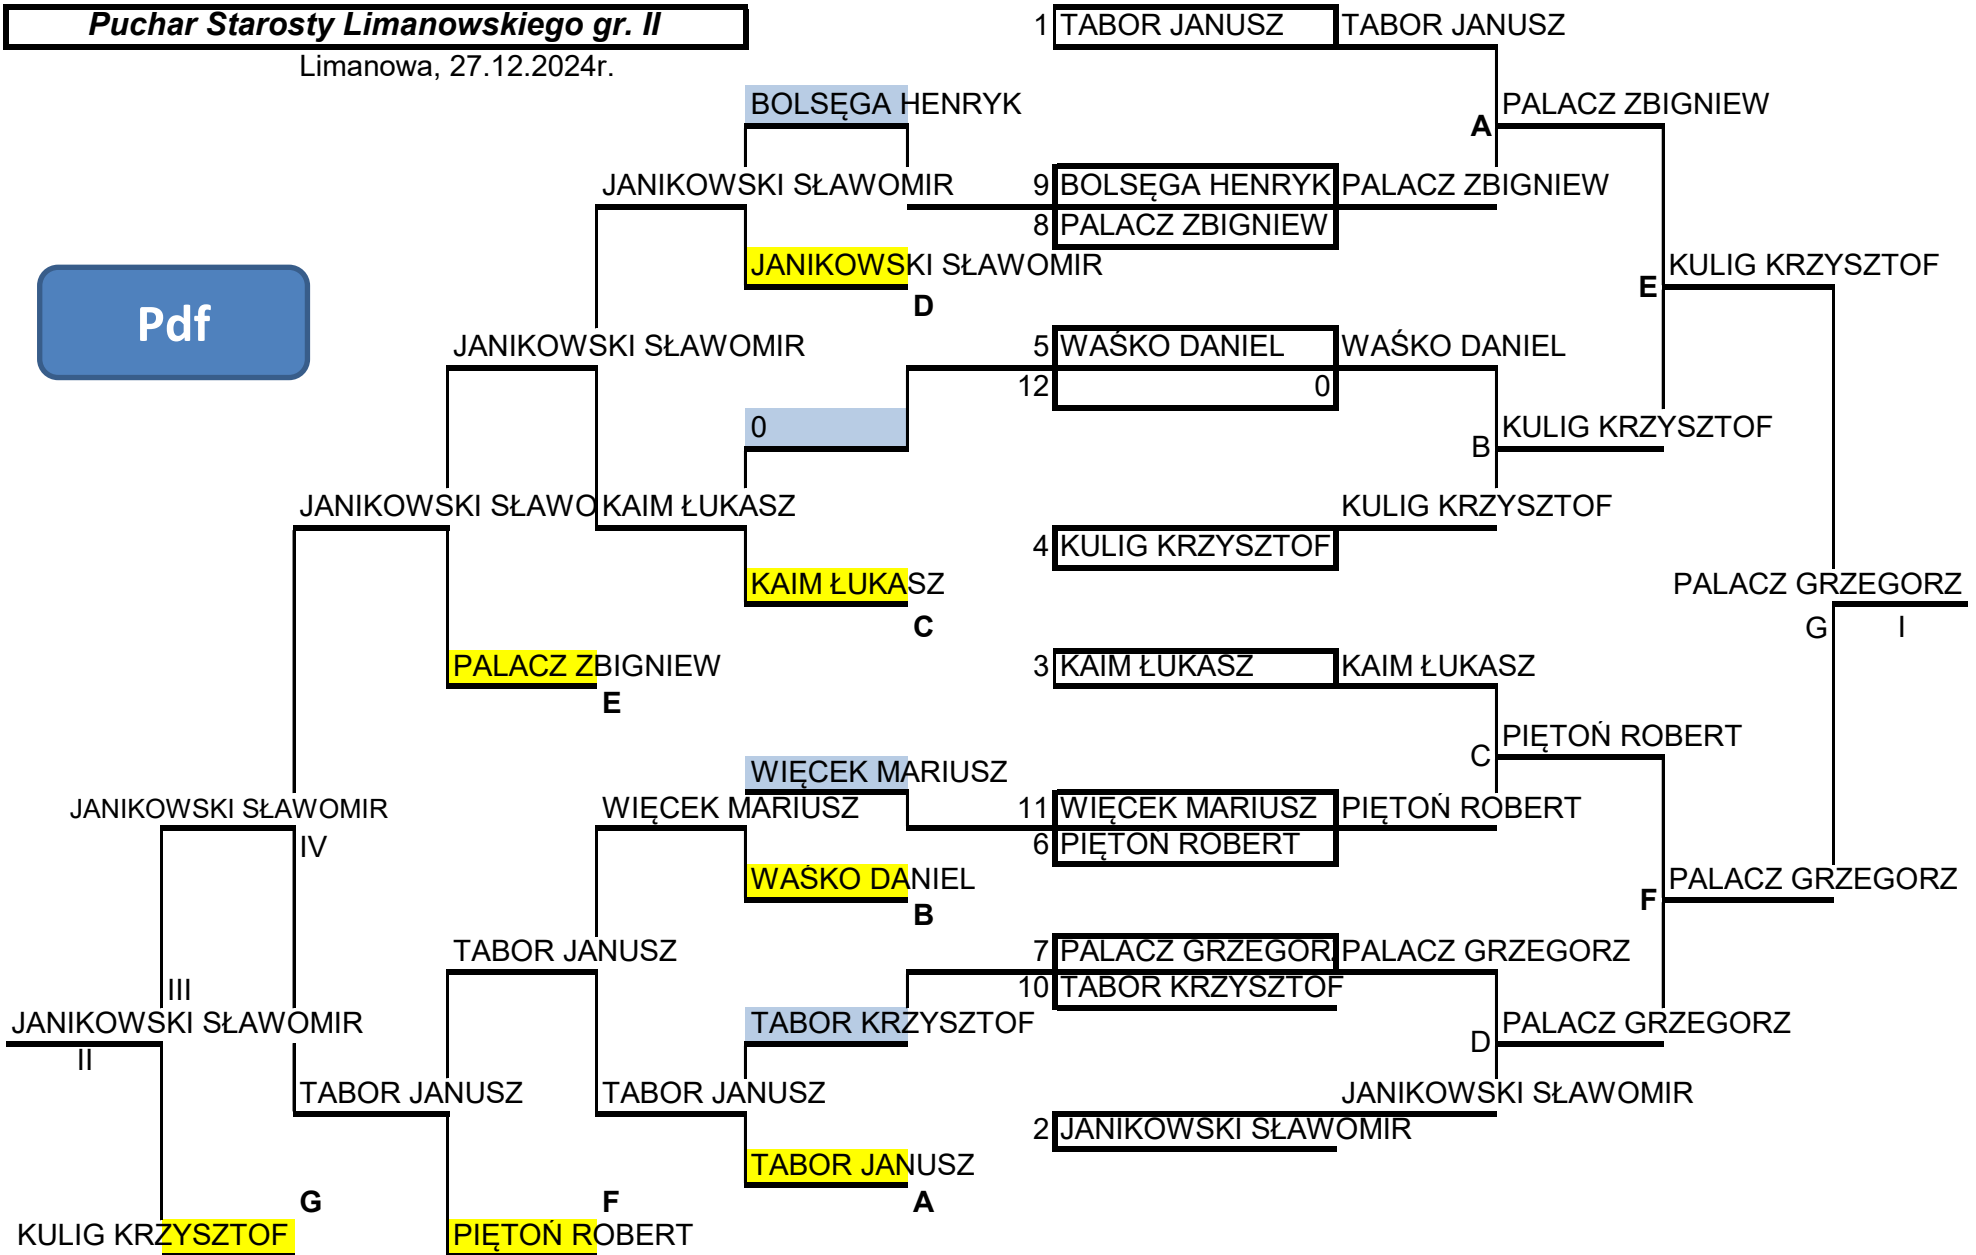 Puchar Starosty Limanowskiego gr. II
1 TABOR JANUSZ TABOR JANUSZ
Limanowa, 27.12.2024r.
BOLSĘGA HENRYK PALACZ ZBIGNIEW
A
JANIKOWSKI SŁAWOMIR 9 BOLSĘGA HENRYK PALACZ ZBIGNIEW
8 PALACZ ZBIGNIEW
JANIKOWSKI SŁAWOMIR KULIG KRZYSZTOF
D E
Pdf
JANIKOWSKI SŁAWOMIR 5 WAŚKO DANIEL WAŚKO DANIEL
12 0
0 KULIG KRZYSZTOF
B
JANIKOWSKI SŁAWO KAIM ŁUKASZ KULIG KRZYSZTOF
4 KULIG KRZYSZTOF
KAIM ŁUKASZ PALACZ GRZEGORZ
C G I
PALACZ ZBIGNIEW 3 KAIM ŁUKASZ KAIM ŁUKASZ
E
PIĘTOŃ ROBERT
C
WIĘCEK MARIUSZ
JANIKOWSKI SŁAWOMIR WIĘCEK MARIUSZ 11 WIĘCEK MARIUSZ PIĘTOŃ ROBERT
IV 6 PIĘTOŃ ROBERT
WAŚKO DANIEL PALACZ GRZEGORZ
B F
TABOR JANUSZ 7 PALACZ GRZEGORZ PALACZ GRZEGORZ
III 10 TABOR KRZYSZTOF
JANIKOWSKI SŁAWOMIR TABOR KRZYSZTOF PALACZ GRZEGORZ
II D
TABOR JANUSZ TABOR JANUSZ JANIKOWSKI SŁAWOMIR
2 JANIKOWSKI SŁAWOMIR
TABOR JANUSZ
G F A
KULIG KRZYSZTOF PIĘTOŃ ROBERT